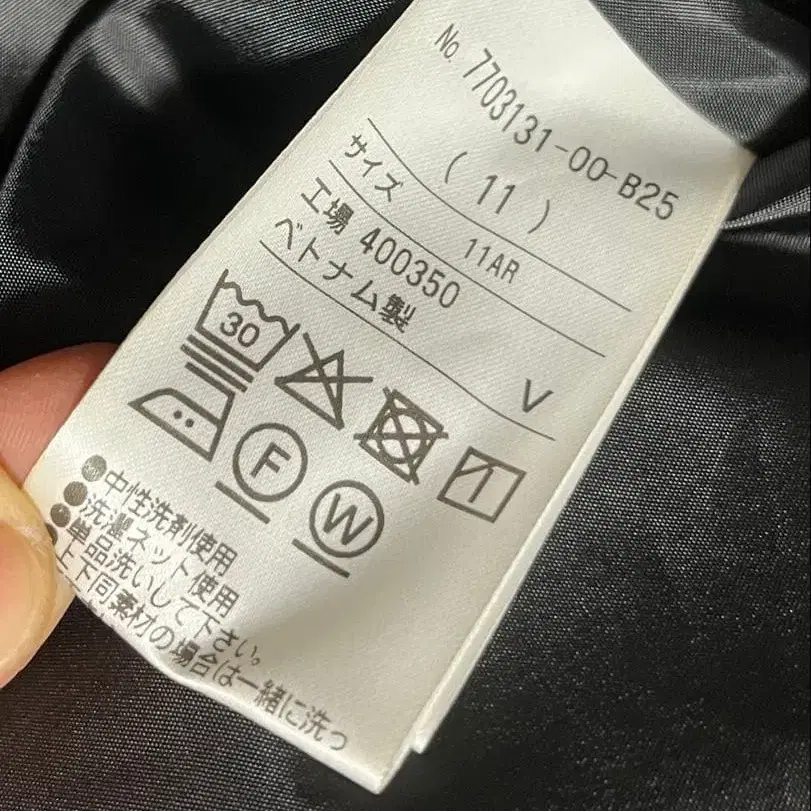 No. 7703131-00-B25
( 11 )
サイズ 11AR
工場 400350
ベトナム製 V
30
F W
●中性洗剤使用
●洗濯ネット使用
●単品洗いして下さい。
上下同素材の場合は一緒に洗っ